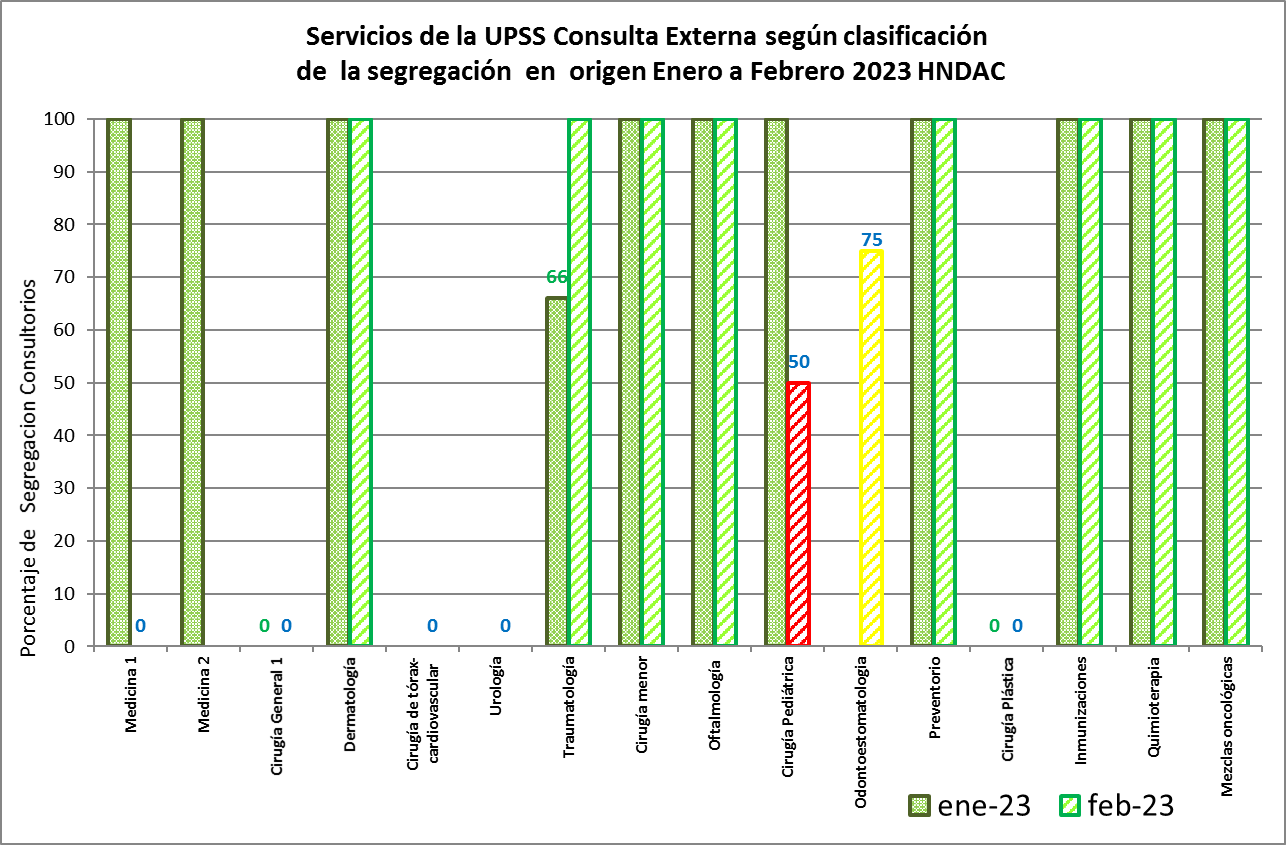 Servicios de la UPSS Consulta Externa según clasificación
de la segregación en origen Enero a Febrero 2023 HNDAC
Porcentaje de Segregacion Consultorios
100
90
80
70
60
50
40
30
20
10
0
0
0
0
0
0
66
50
75
0
0
Medicina 1
Medicina 2
Cirugía General 1
Dermatología
Cirugía de tórax-
cardiovascular
Urología
Traumatología
Cirugía menor
Oftalmología
Cirugía Pediátrica
Odontoestomatología
Preventorio
Cirugía Plástica
Inmunizaciones
Quimioterapia
Mezclas oncológicas
ene-23
feb-23